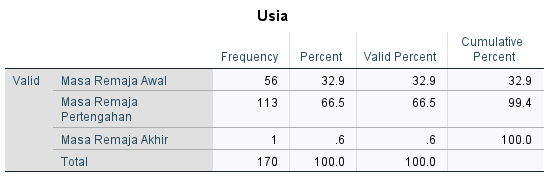 Usia
Frequency Percent Valid Percent Cumulative Percent
Valid Masa Remaja Awal 56 32.9 32.9 32.9
Masa Remaja Pertengahan 113 66.5 66.5 99.4
Masa Remaja Akhir 1 .6 .6 100.0
Total 170 100.0 100.0